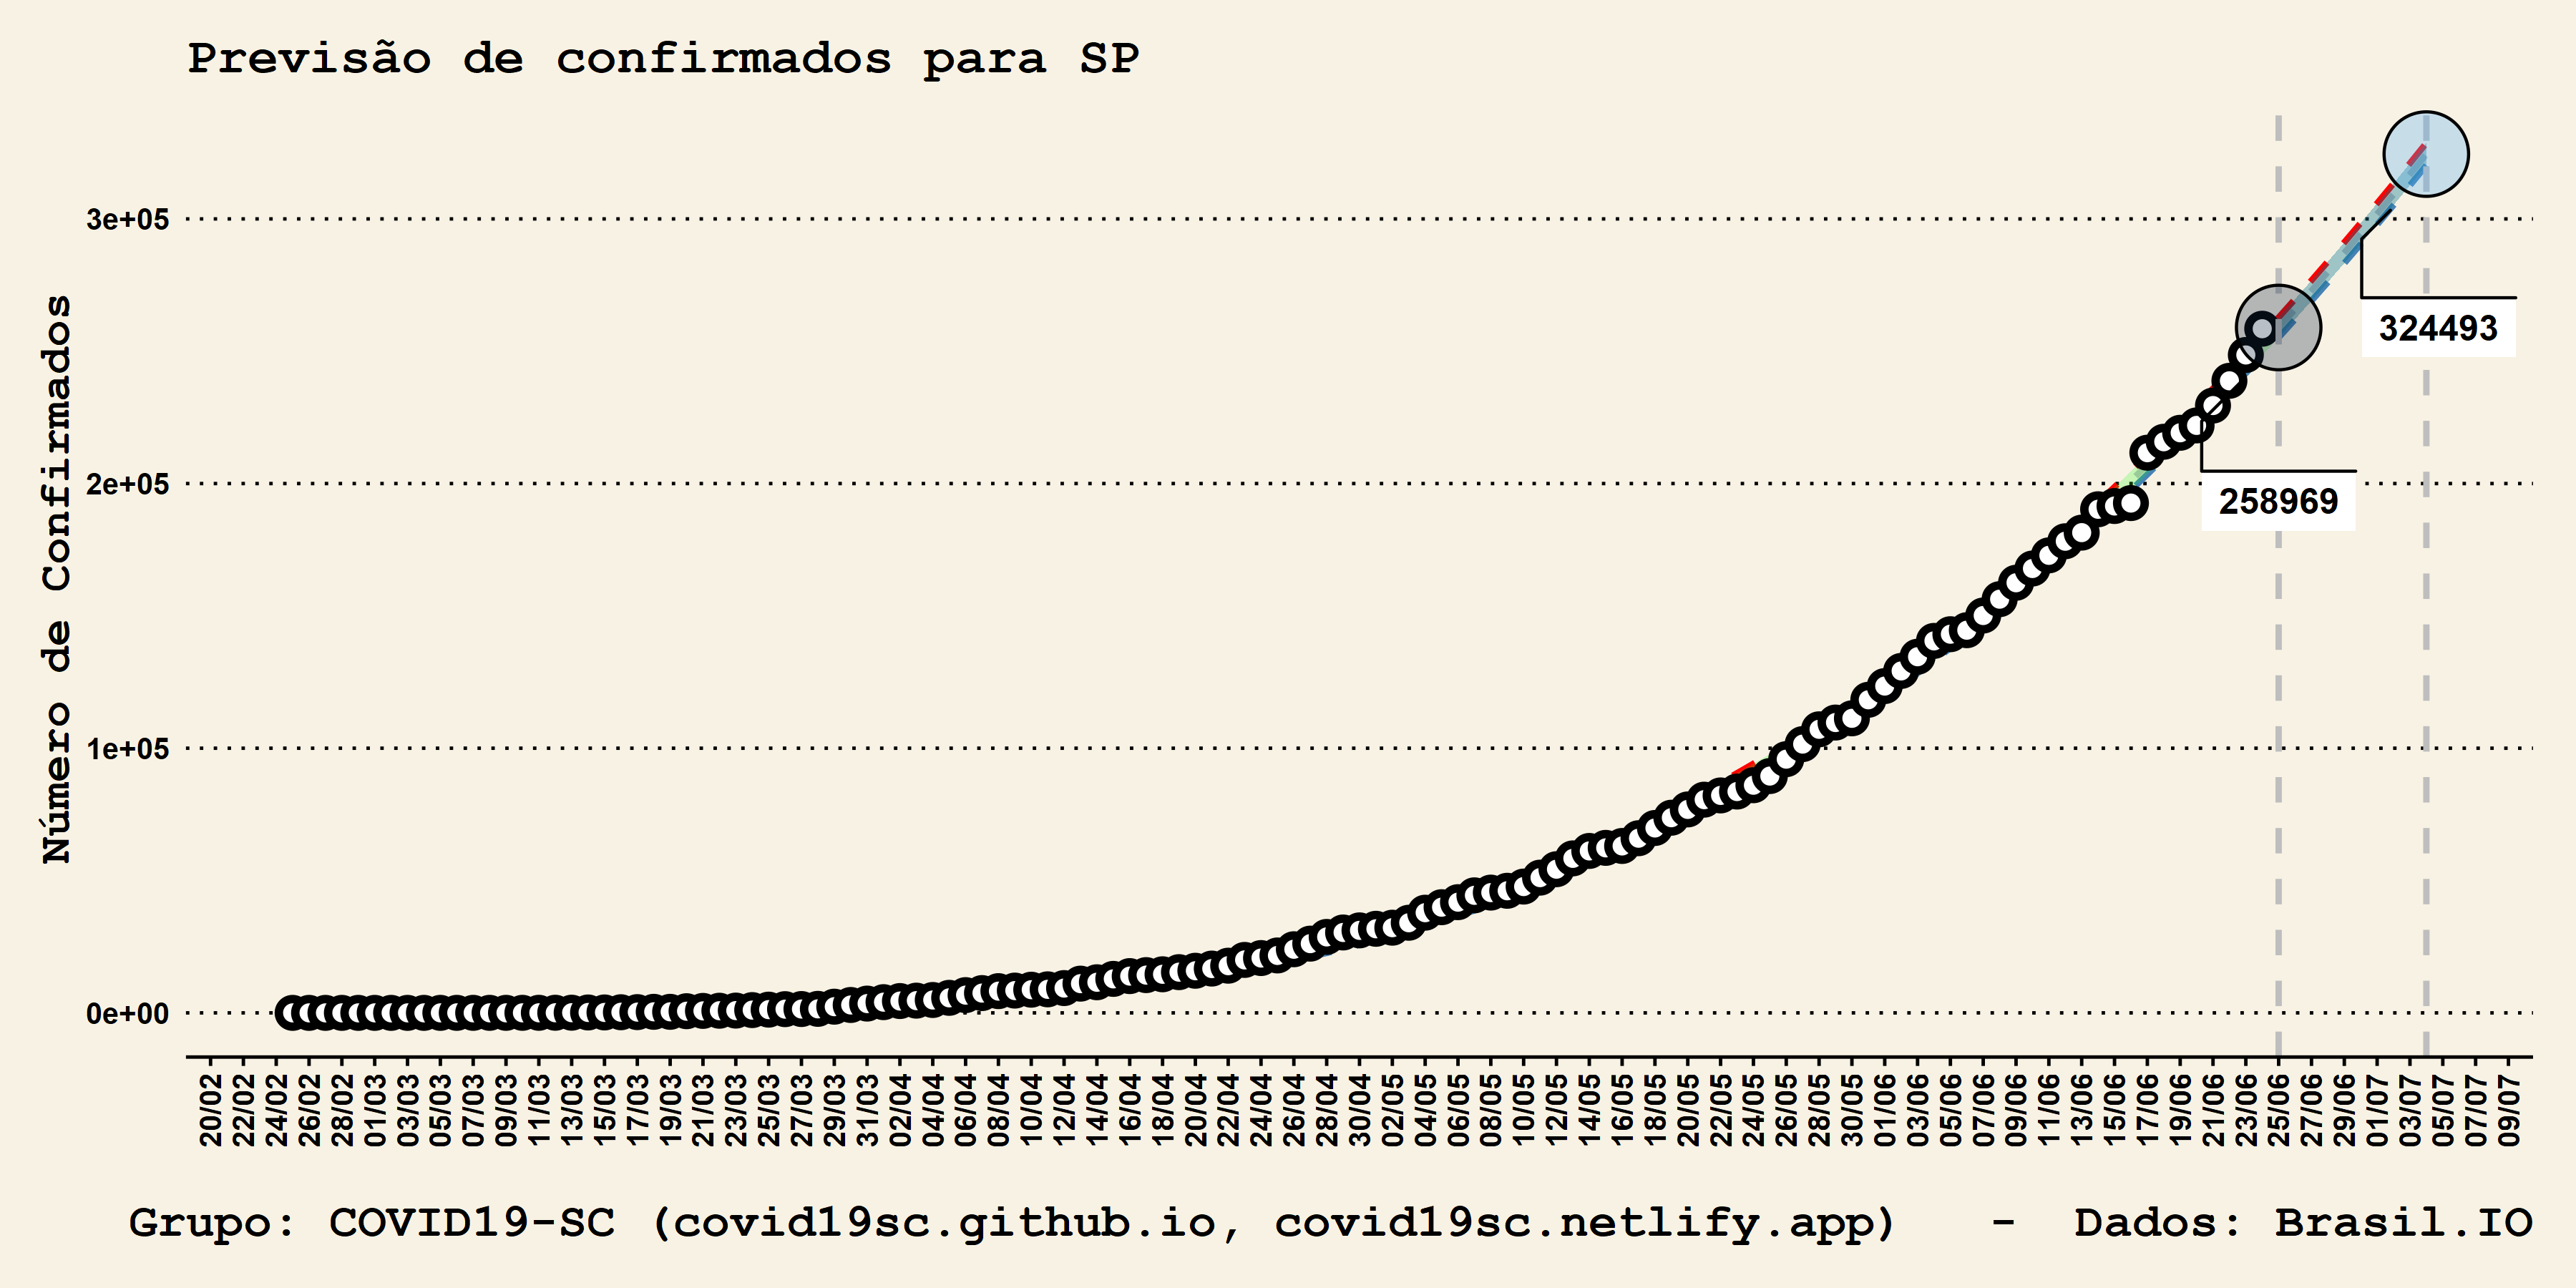 Previsão de confirmados para SP
Número de Confirmados
3e+05
2e+05
1e+05
0e+00
324493
258969
20/02 22/02 24/02 26/02 28/02 01/03 03/03 05/03 07/03 09/03 11/03 13/03 15/03 17/03 19/03 21/03 23/03 25/03 27/03 29/03 31/03 02/04 04/04 06/04 08/04 10/04 12/04 14/04 16/04 18/04 20/04 22/04 24/04 26/04 28/04 30/04 02/05 04/05 06/05 08/05 10/05 12/05 14/05 16/05 18/05 20/05 22/05 24/05 26/05 28/05 30/05 01/06 03/06 05/06 07/06 09/06 11/06 13/06 15/06 17/06 19/06 21/06 23/06 25/06 27/06 29/06 01/07 03/07 05/07 07/07 09/07
Grupo: COVID19-SC (covid19sc.github.io, covid19sc.netlify.app) - Dados: Brasil.IO